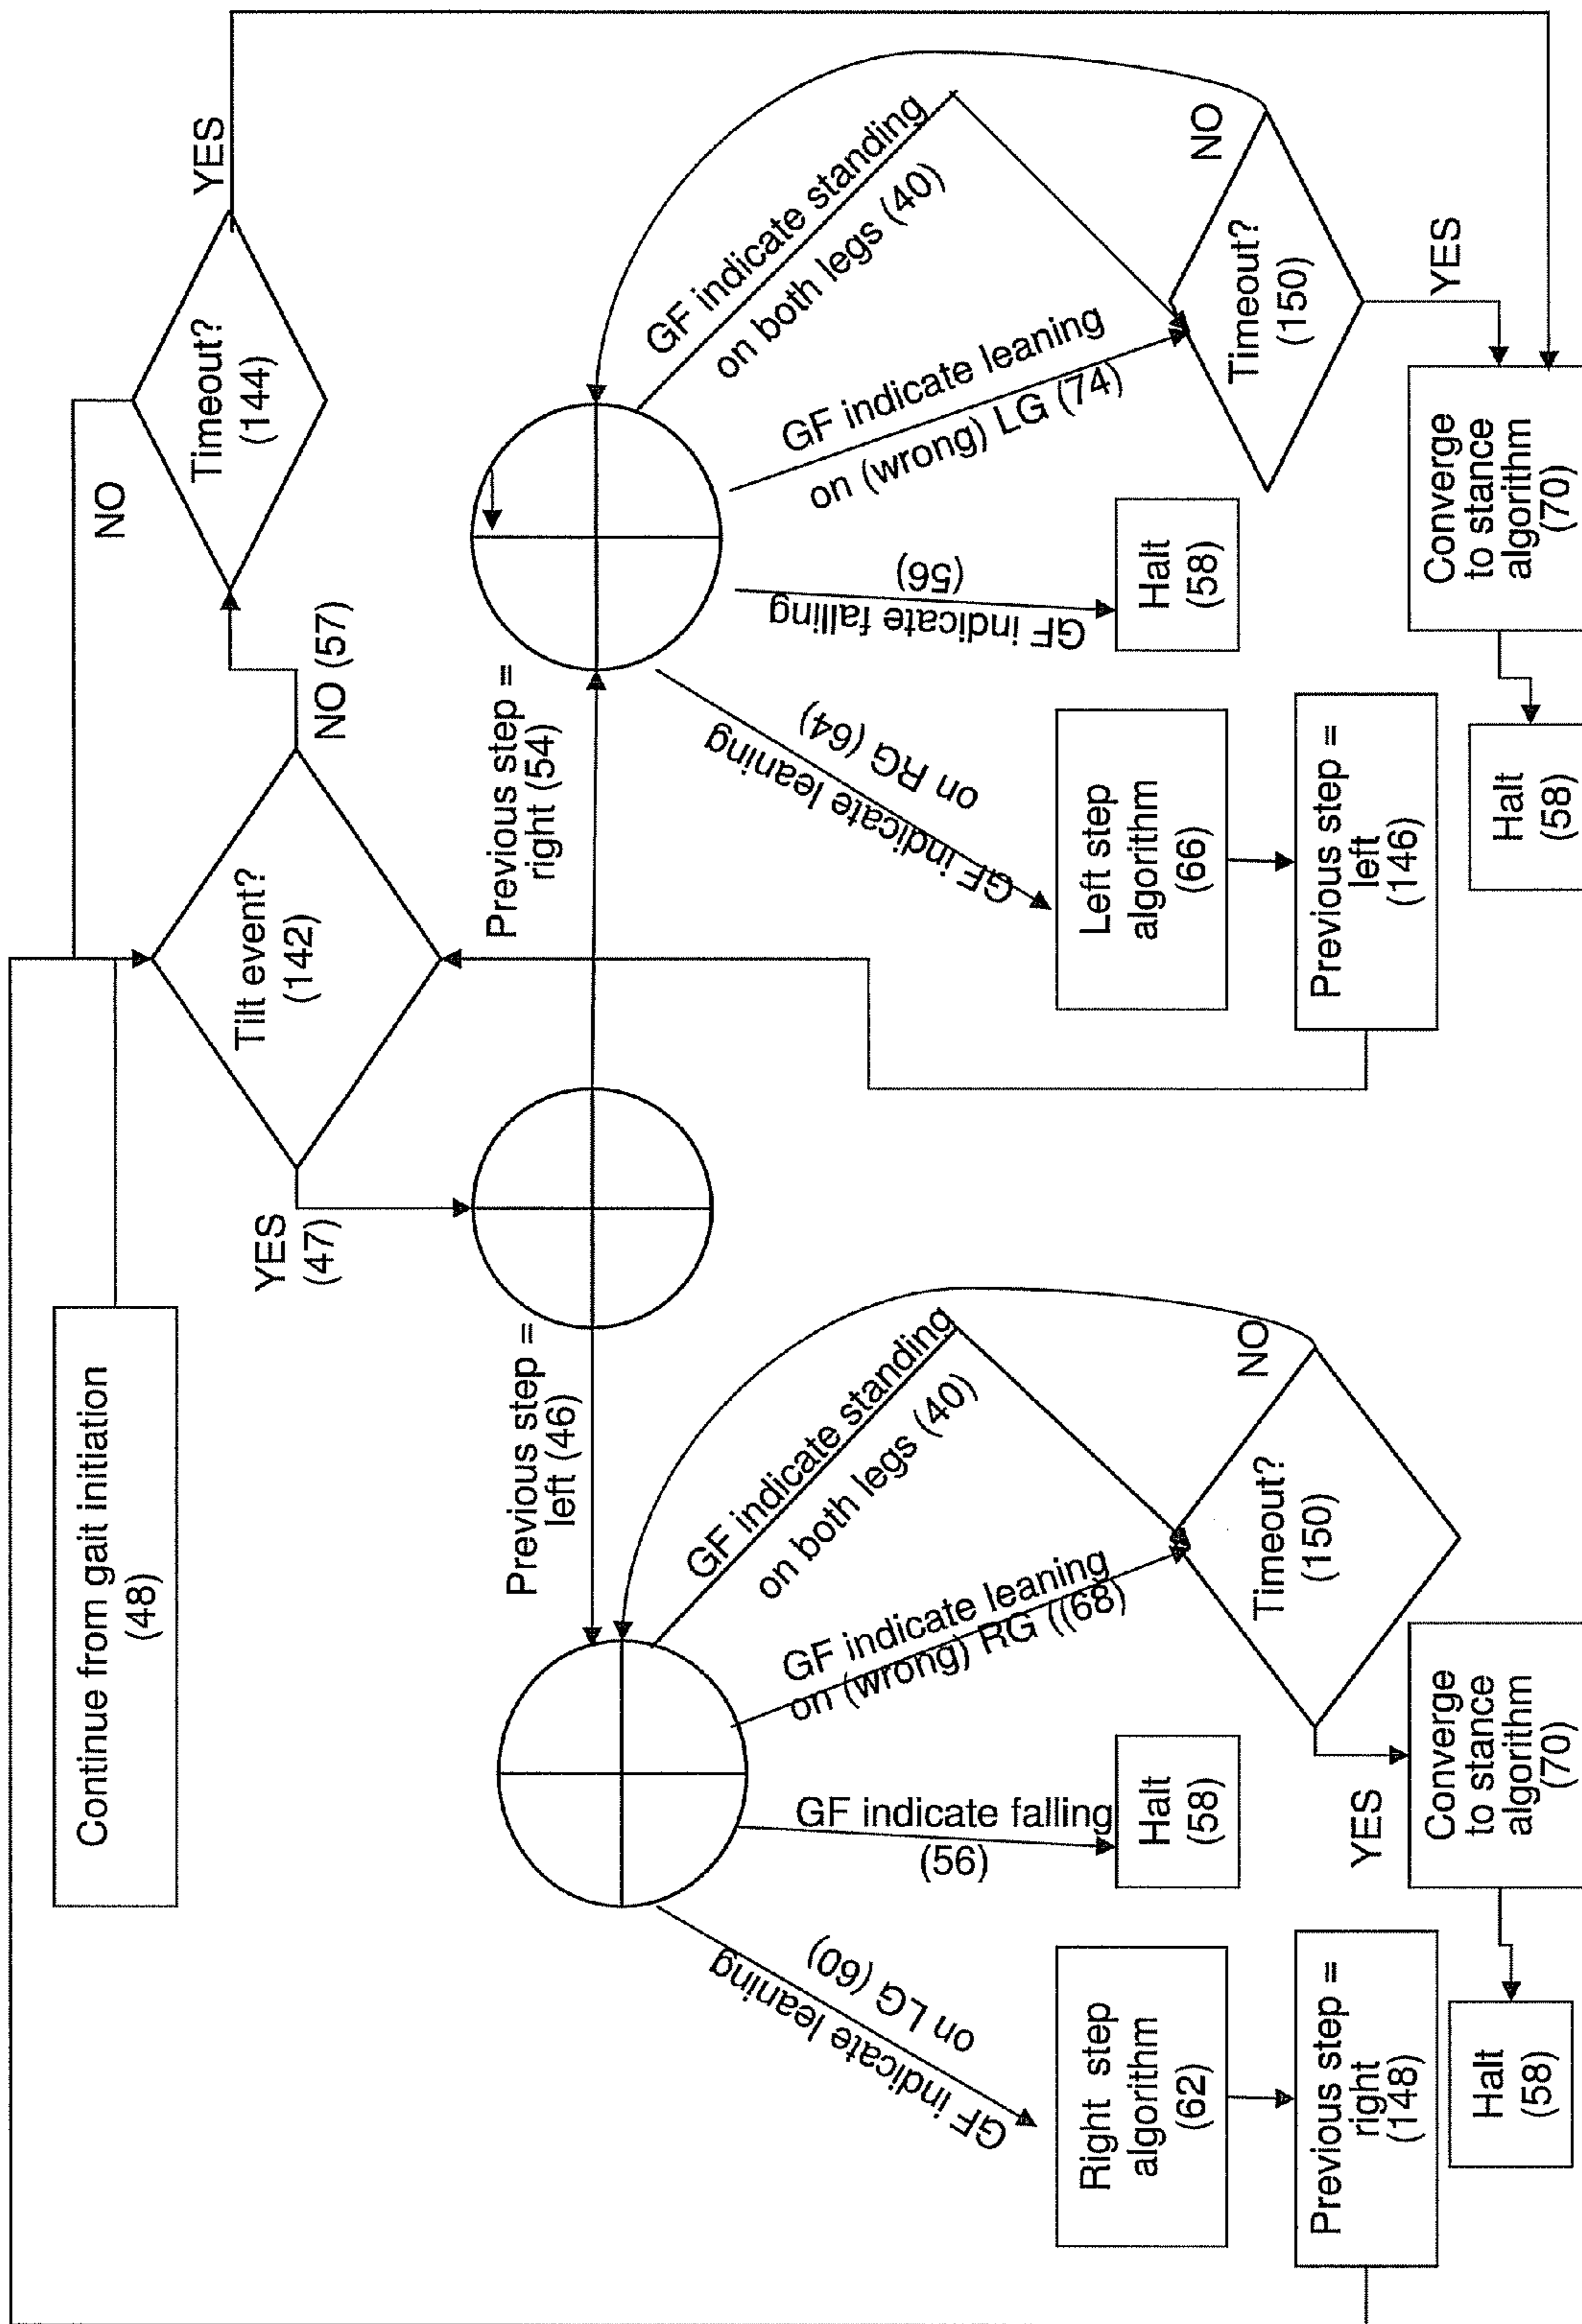 Continue from gait initiation
(48)
Tilt event?
(142)
YES
(47)
NO (57)
Timeout?
(144)
NO
YES
Previous step =
left (46)
Previous step =
right (54)
GF indicate leaning
on LG (60)
GF indicate falling
(56)
GF indicate leaning
on (wrong) RG ((68)
GF indicate standing
on both legs (40)
Right step
algorithm
(62)
Previous step =
right
(148)
Halt
(58)
Timeout?
(150)
NO
YES
Converge
to stance
algorithm
(70)
Halt
(58)
GF indicate leaning
on RG (64)
GF indicate falling
(56)
GF indicate leaning
on (wrong) LG (74)
GF indicate standing
on both legs (40)
Left step
algorithm
(66)
Previous step =
left
(146)
Halt
(58)
Timeout?
(150)
NO
YES
Converge
to stance
algorithm
(70)
Halt
(58)